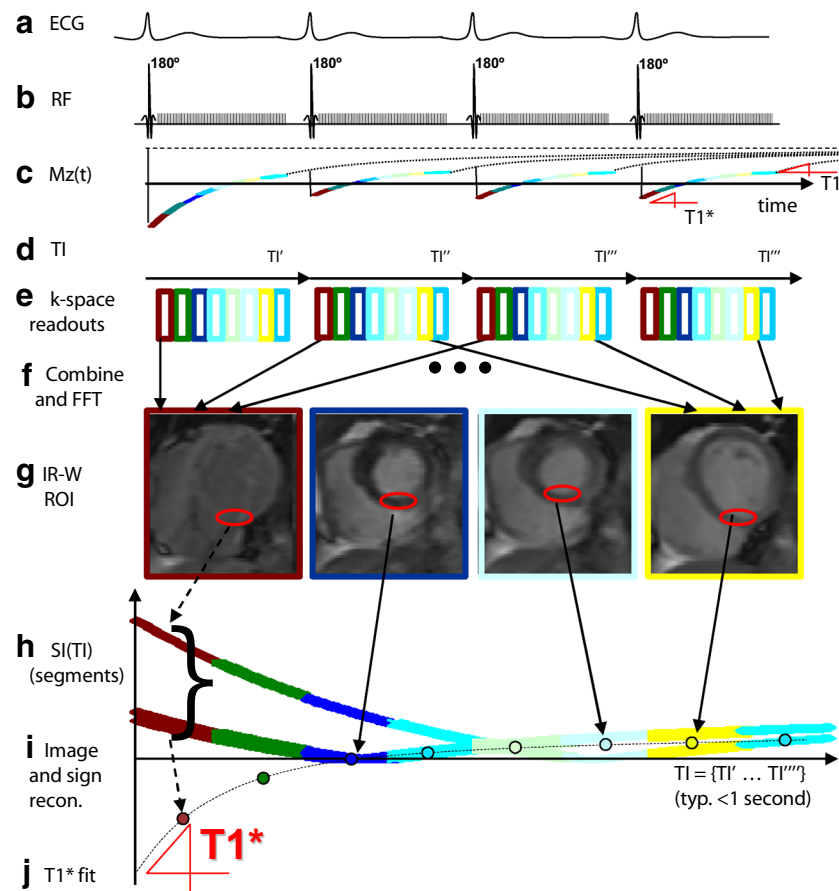 a ECG
180º 180º 180º 180º
b RF
c Mz(t)
T1
T1*
time
d TI
TI' TI'' TI''' TI''''
e k-space
readouts
f Combine
and FFT
g IR-W
ROI
h SI(TI)
(segments)
i Image
and sign
recon.
TI = {TI' … TI''''}
(typ. <1 second)
T1*
j T1* fit